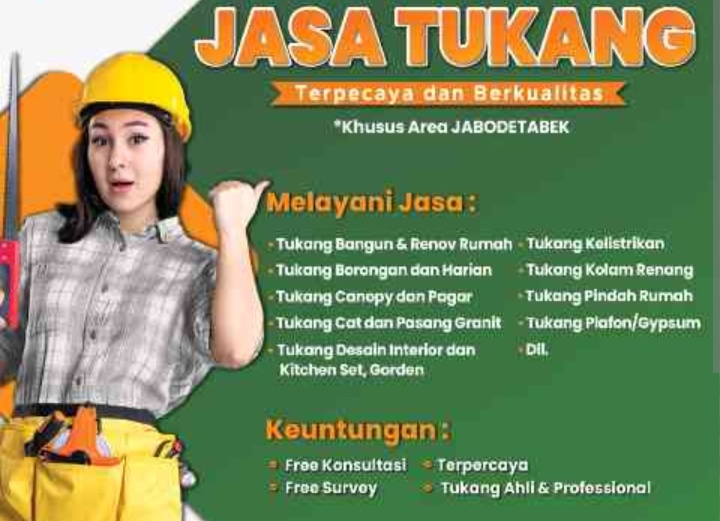 JASA TUKANG
Terpecaya dan Berkualitas
*Khusus Area JABODETABEK
Melayani Jasa :
Tukang Bangun & Renov Rumah
Tukang Borongan dan Harian
Tukang Canopy dan Pagar
Tukang Cat dan Pasang Granit
Tukang Desain Interior dan
Kitchen Set, Gorden
Tukang Kelistrikan
Tukang Kolam Renang
Tukang Pindah Rumah
Tukang Plafon/Gypsum
Dll.
Keuntungan :
Free Konsultasi
Free Survey
Terpercaya
Tukang Ahli & Professional